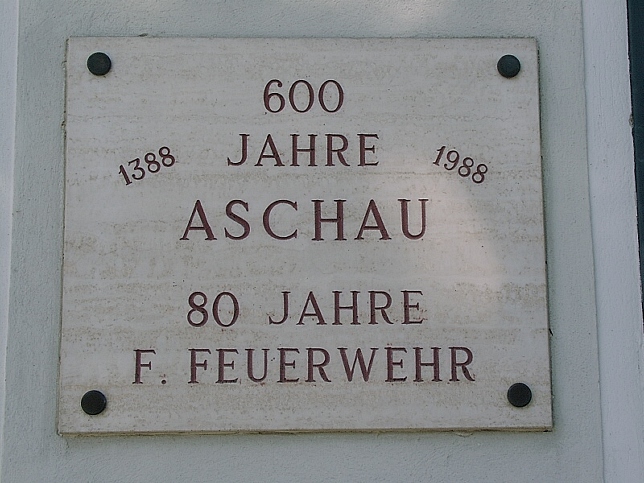 600
1388 JAHRE 1988
ASCHAU
80 JAHRE
F. FEUERWEHR